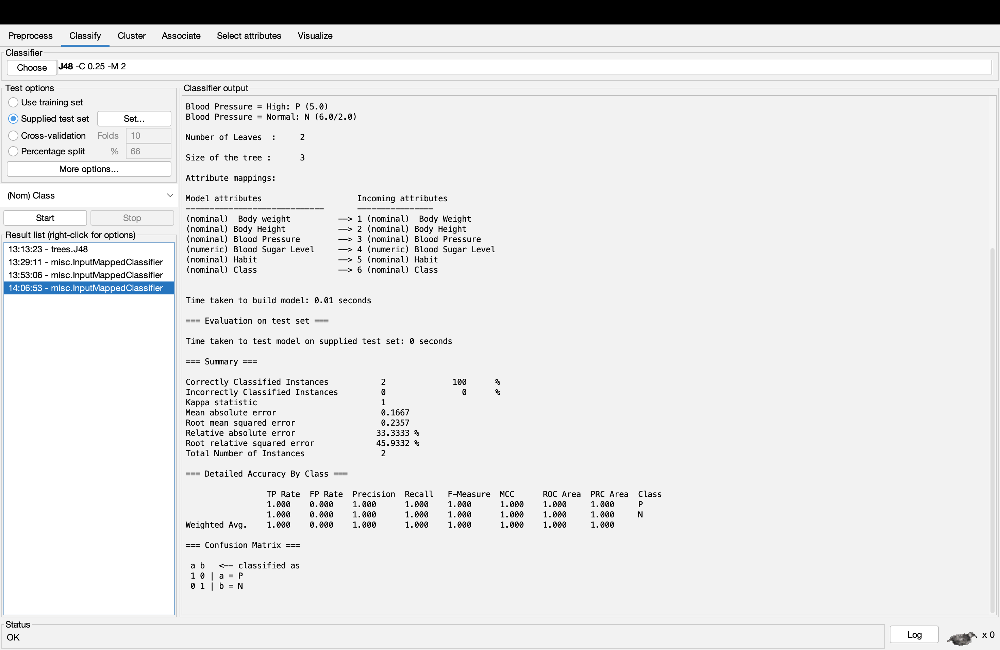 Preprocess Classify Cluster Associate Select attributes Visualize
Classifier
Choose J48 -C 0.25 -M 2
Test options
Use training set
Supplied test set Set...
Cross-validation Folds 10
Percentage split % 66
More options...
(Nom) Class
Start Stop
Result list (right-click for options)
13:13:23 - trees.J48
13:29:11 - misc.InputMappedClassifier
13:53:06 - misc.InputMappedClassifier
14:06:53 - misc.InputMappedClassifier
Classifier output
Blood Pressure = High: P (5.0)
Blood Pressure = Normal: N (6.0/2.0)
Number of Leaves : 2
Size of the tree : 3
Attribute mappings:
Model attributes Incoming attributes
----------------------------- ----------------
(nominal) Body weight --> 1 (nominal) Body Weight
(nominal) Body Height --> 2 (nominal) Body Height
(nominal) Blood Pressure --> 3 (nominal) Blood Pressure
(numeric) Blood Sugar Level --> 4 (numeric) Blood Sugar Level
(nominal) Habit --> 5 (nominal) Habit
(nominal) Class --> 6 (nominal) Class
Time taken to build model: 0.01 seconds
=== Evaluation on test set ===
Time taken to test model on supplied test set: 0 seconds
=== Summary ===
Correctly Classified Instances 2 100 %
Incorrectly Classified Instances 0 0 %
Kappa statistic 1
Mean absolute error 0.1667
Root mean squared error 0.2357
Relative absolute error 33.3333 %
Root relative squared error 45.9332 %
Total Number of Instances 2
=== Detailed Accuracy By Class ===
TP Rate FP Rate Precision Recall F-Measure MCC ROC Area PRC Area Class
1.000 0.000 1.000 1.000 1.000 1.000 1.000 1.000 P
1.000 0.000 1.000 1.000 1.000 1.000 1.000 1.000 N
Weighted Avg. 1.000 0.000 1.000 1.000 1.000 1.000 1.000 1.000
=== Confusion Matrix ===
a b <-- classified as
1 0 | a = P
0 1 | b = N
Status
OK
Log x 0